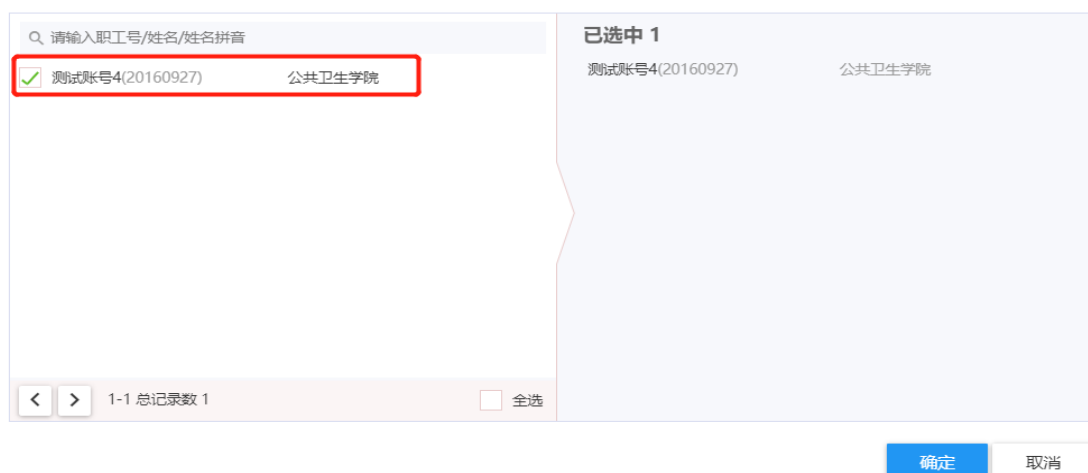 请输入职工号/姓名/姓名拼音
测试账号4(20160927) 公共卫生学院
1-1 总记录数 1 全选
已选中 1
测试账号4(20160927) 公共卫生学院
确定 取消